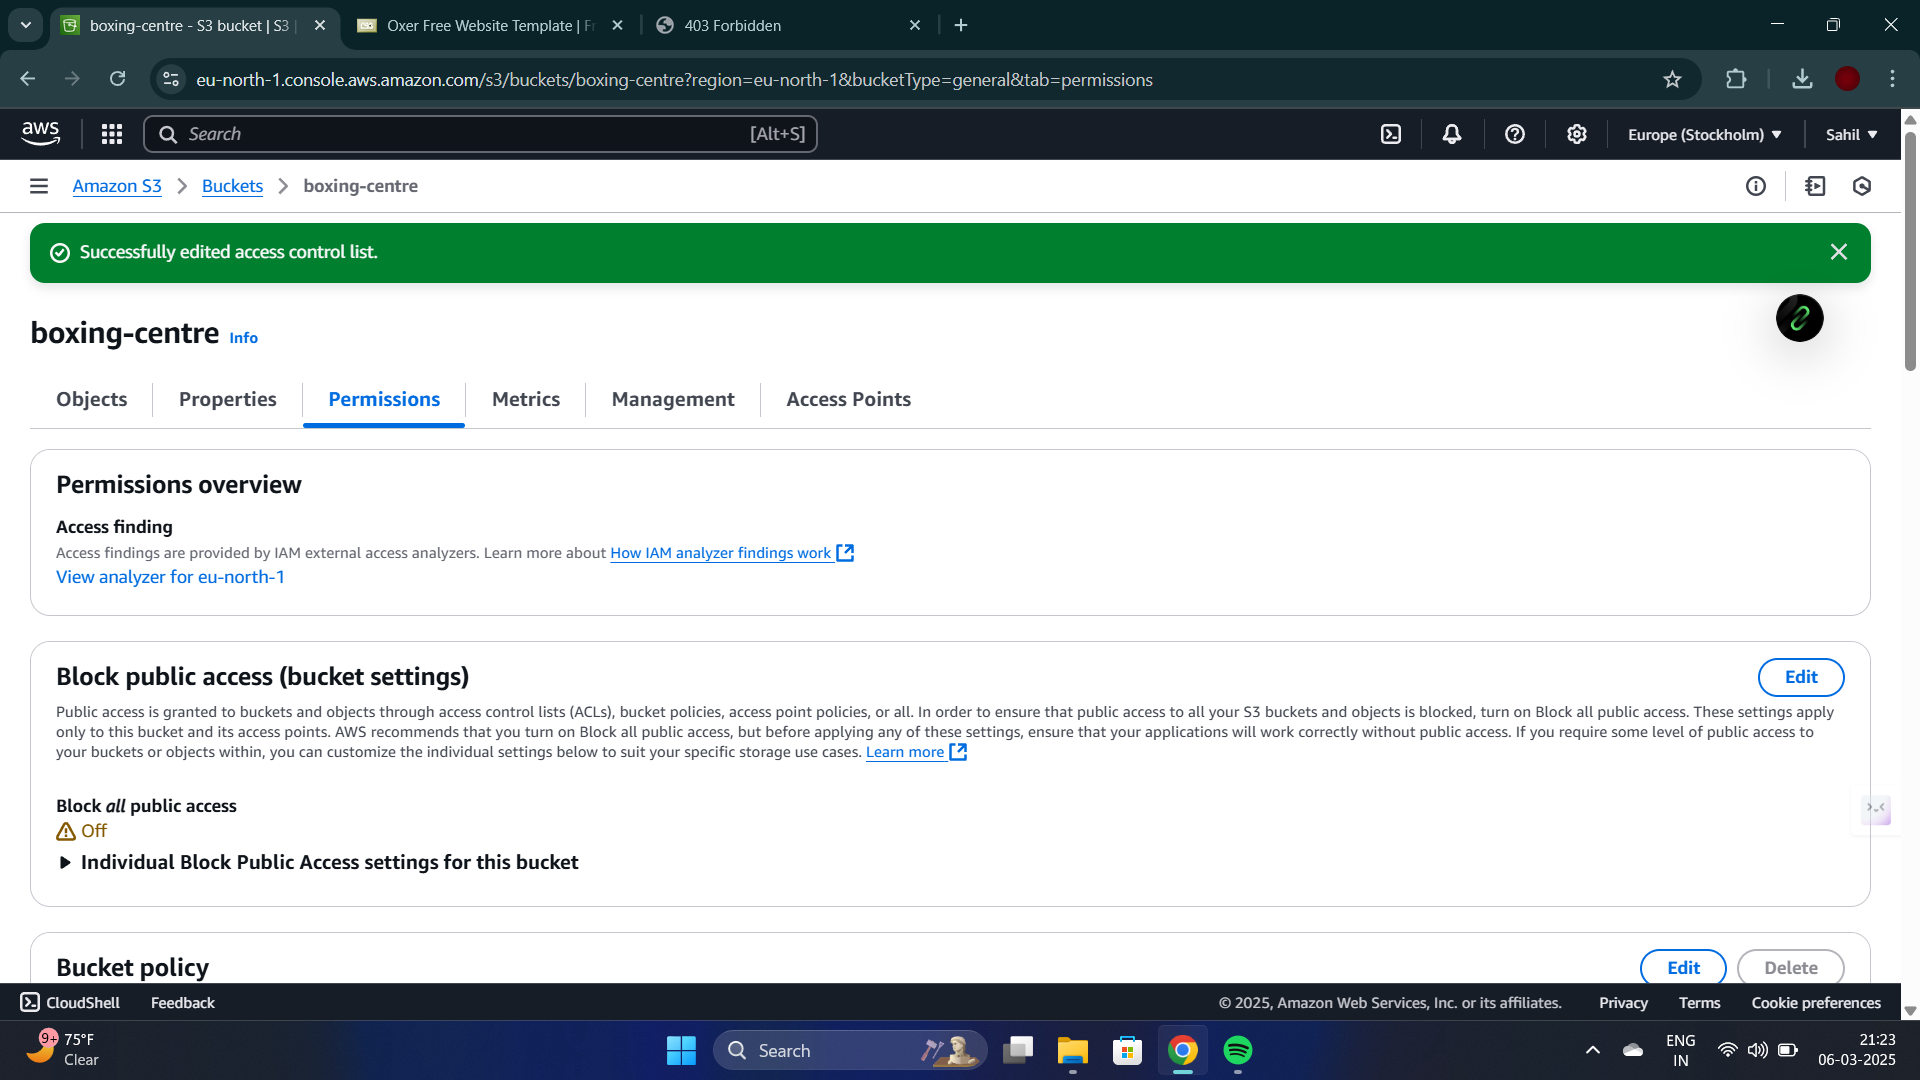 boxing-centre - S3 bucket | S3 |
Oxer Free Website Template | Fr
403 Forbidden
eu-north-1.console.aws.amazon.com/s3/buckets/boxing-centre?region=eu-north-1&bucketType=general&tab=permissions
aws
Search
[Alt+S]
Europe (Stockholm)
Sahil
Amazon S3
Buckets
boxing-centre
Successfully edited access control list.
boxing-centre Info
Objects
Properties
Permissions
Metrics
Management
Access Points
Permissions overview
Access finding
Access findings are provided by IAM external access analyzers. Learn more about How IAM analyzer findings work
View analyzer for eu-north-1
Block public access (bucket settings)
Edit
Public access is granted to buckets and objects through access control lists (ACLs), bucket policies, access point policies, or all. In order to ensure that public access to all your S3 buckets and objects is blocked, turn on Block all public access. These settings apply
only to this bucket and its access points. AWS recommends that you turn on Block all public access, but before applying any of these settings, ensure that your applications will work correctly without public access. If you require some level of public access to
your buckets or objects within, you can customize the individual settings below to suit your specific storage use cases. Learn more
Block all public access
Off
Individual Block Public Access settings for this bucket
Bucket policy
Edit
Delete
CloudShell
Feedback
© 2025, Amazon Web Services, Inc. or its affiliates.
Privacy
Terms
Cookie preferences
9+
75°F
Clear
Search
ENG
IN
21:23
06-03-2025